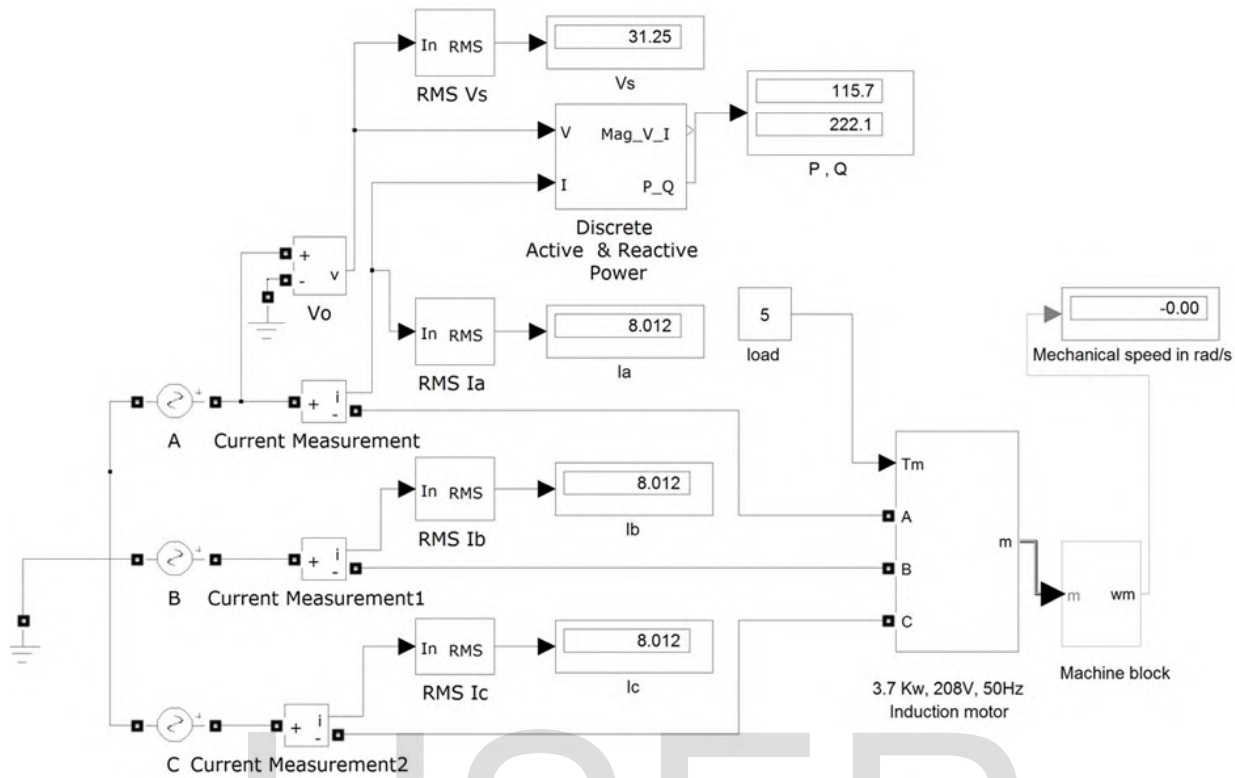 In RMS
RMS Vs
31.25
Vs
V
I
Mag_V_I
P_Q
Discrete
Active & Reactive
Power
115.7
222.1
P , Q
+
-
v
Vo
In RMS
RMS Ia
8.012
Ia
5
load
-0.00
Mechanical speed in rad/s
+
A
+
i
-
Current Measurement
In RMS
RMS Ib
8.012
Ib
+
B
+
i
-
Current Measurement1
In RMS
RMS Ic
8.012
Ic
+
C
+
i
-
Current Measurement2
Tm
A
B
C
m
3.7 Kw, 208V, 50Hz
Induction motor
m
wm
Machine block